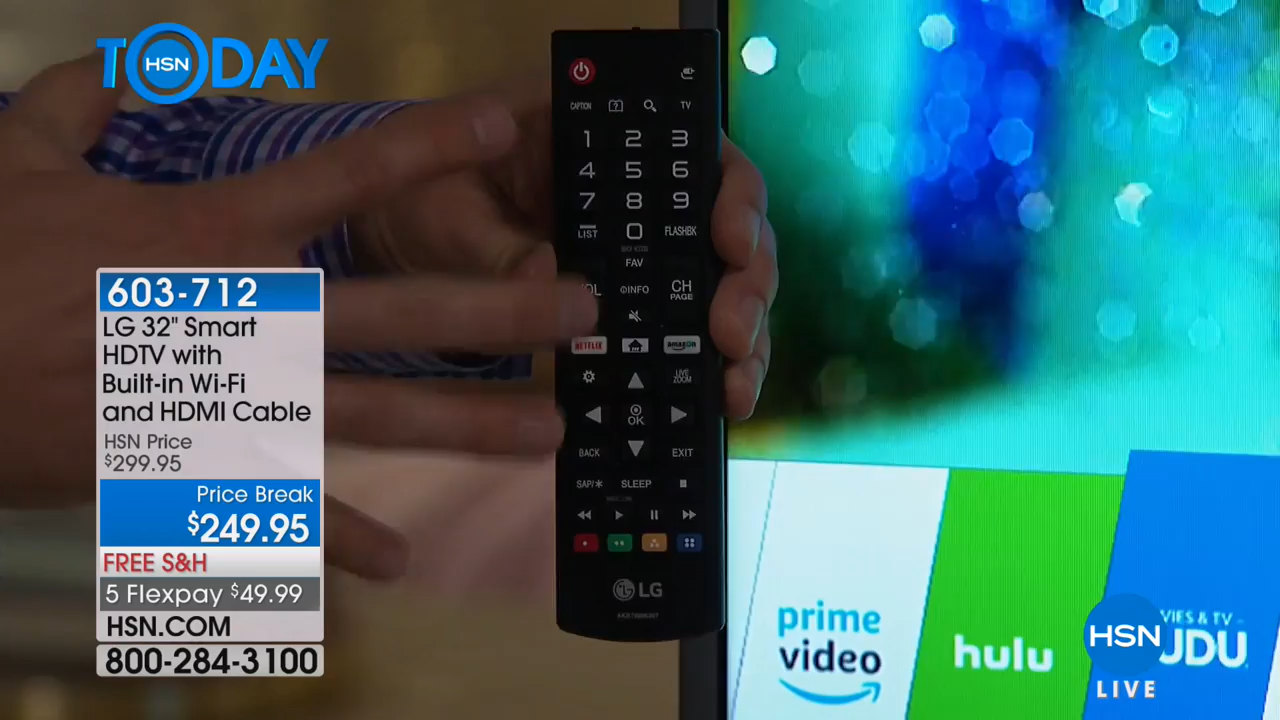 TODAY
HSN
603-712
LG 32" Smart
HDTV with
Built-in Wi-Fi
and HDMI Cable
HSN Price
$299.95
Price Break
$249.95
FREE S&H
5 Flexpay $49.99
HSN.COM
800-284-3100
CAPTION ? TV
1 2 3
4 5 6
7 8 9
LIST 0 FLASHBK
FAV
INFO CH
PAGE
NETFLIX amazon
LIVE
ZOOM
OK
BACK EXIT
SAP/* SLEEP
LG
prime
video
hulu
UDU
HSN
LIVE